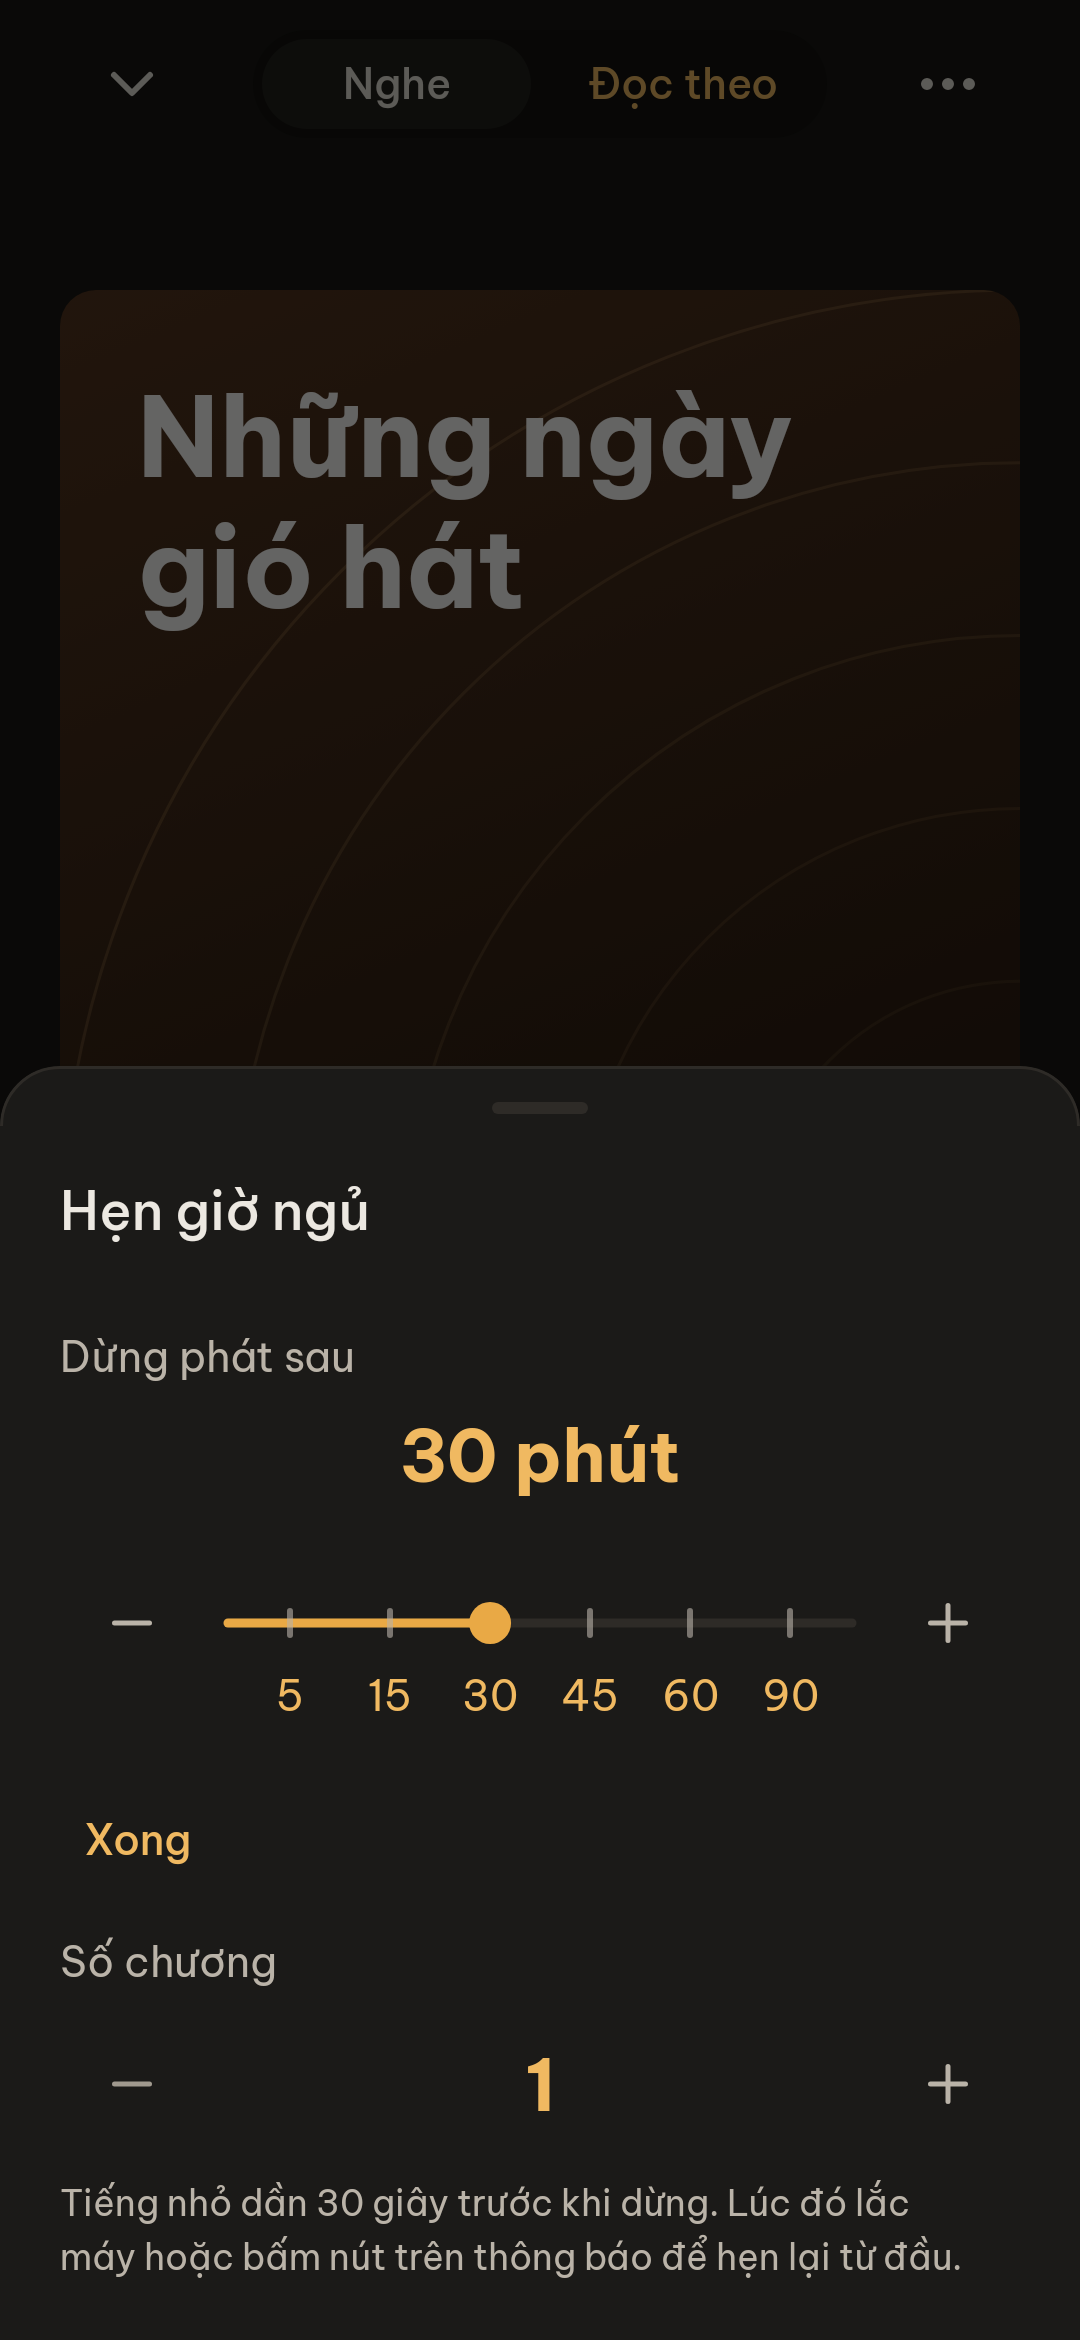 Nghe
Đọc theo
Những ngày
gió hát
Hẹn giờ ngủ
Dừng phát sau
30 phút
5 15 30 45 60 90
Xong
Số chương
1
Tiếng nhỏ dần 30 giây trước khi dừng. Lúc đó lắc
máy hoặc bấm nút trên thông báo để hẹn lại từ đầu.